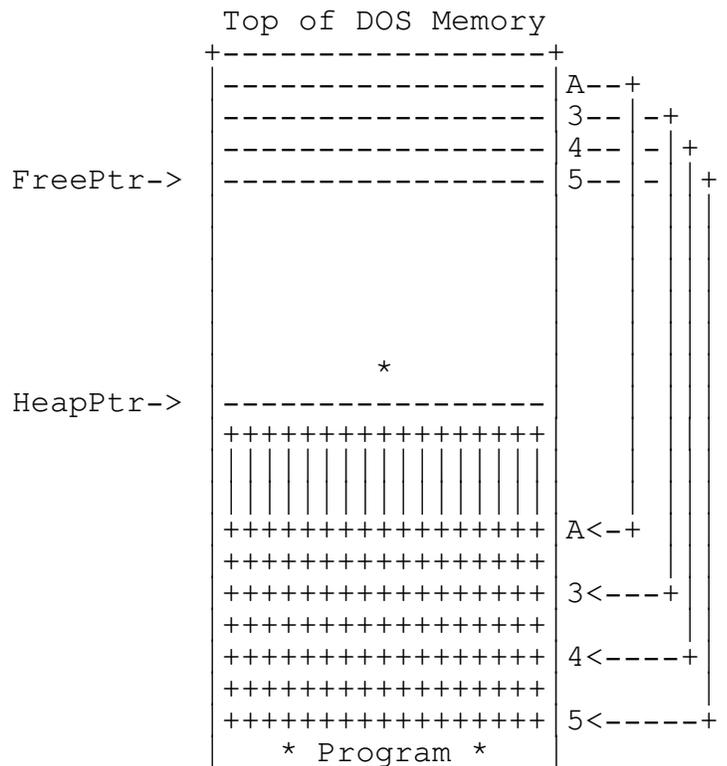 Top of DOS Memory
A
3
4
FreePtr-> 5
*
HeapPtr->
A<
3<
4<
5<
* Program *